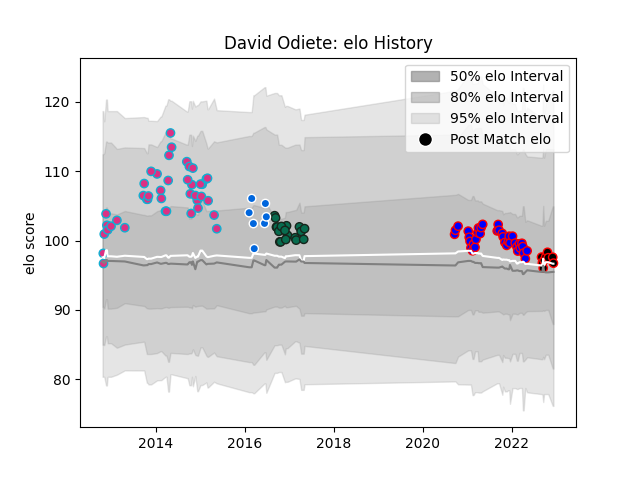 David Odiete: elo History
50% elo Interval
80% elo Interval
95% elo Interval
Post Match elo
elo score
120
110
100
90
80
2014
2016
2018
2020
2022